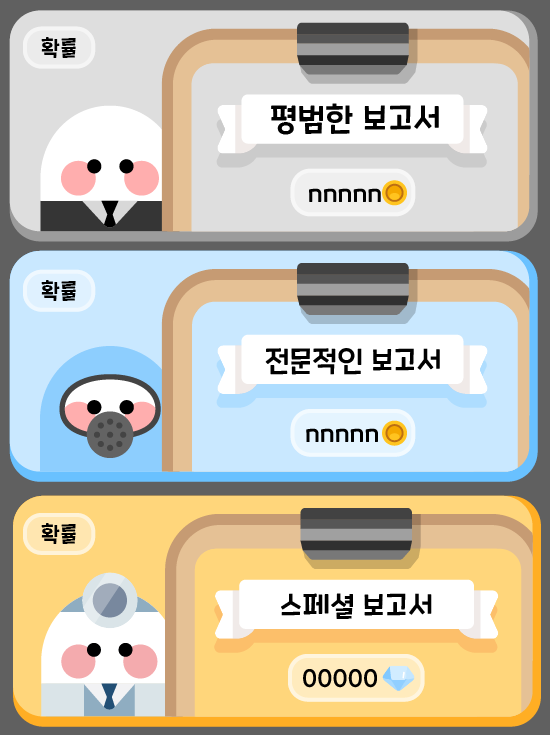 확률
평범한 보고서
nnnnn
확률
전문적인 보고서
nnnnn
확률
스페셜 보고서
00000